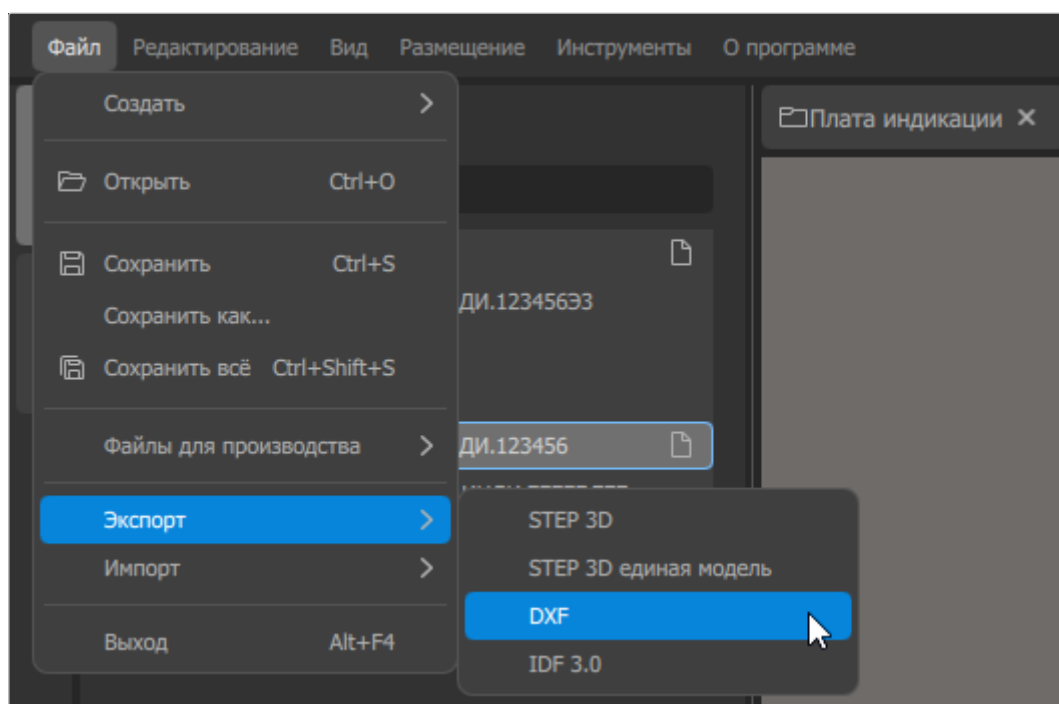 Файл Редактирование Вид Размещение Инструменты О программе
Создать
Плата индикации
Открыть Ctrl+O
Сохранить Ctrl+S
ДИ.123456ЭЗ
Сохранить как...
Сохранить всё Ctrl+Shift+S
Файлы для производства
ДИ.123456
Экспорт
STEP 3D
Импорт
STEP 3D единая модель
DXF
Выход Alt+F4
IDF 3.0